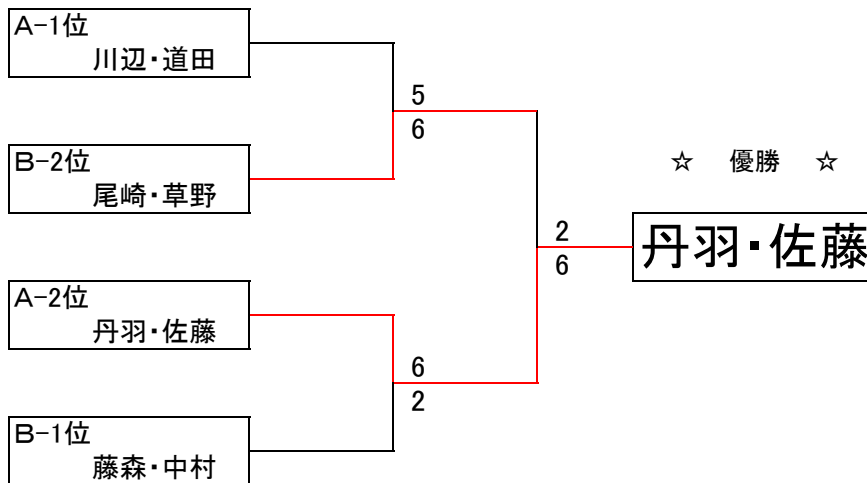 A-1位
川辺・道田
5
6
B-2位
尾崎・草野
☆ 優勝 ☆
2
6
丹羽・佐藤
A-2位
丹羽・佐藤
6
2
B-1位
藤森・中村